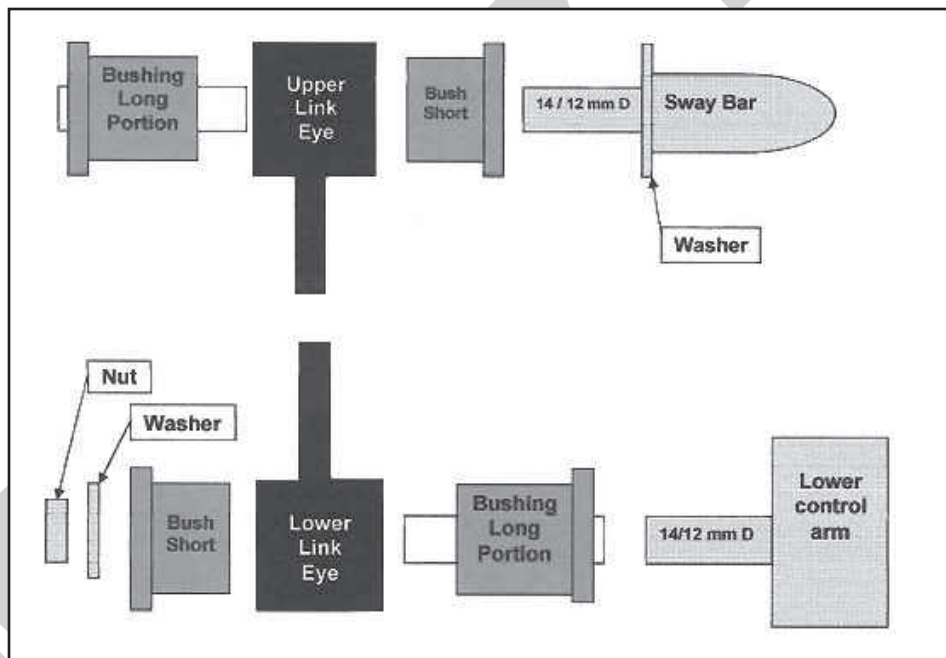 Bushing
Long
Portion
Upper
Link
Eye
Bush
Short
14 / 12 mm D
Sway Bar
Washer
Nut
Washer
Bush
Short
Lower
Link
Eye
Bushing
Long
Portion
14/12 mm D
Lower
control
arm